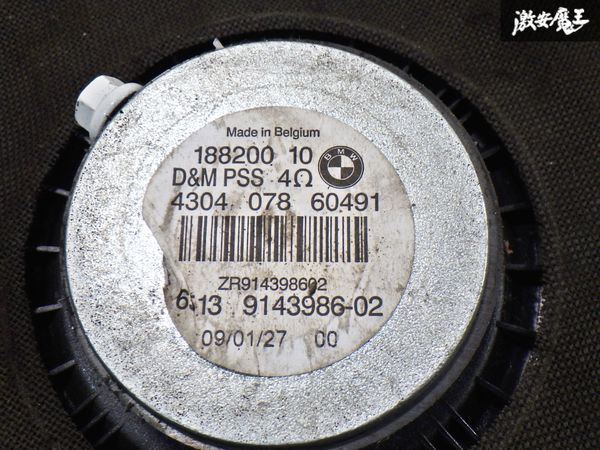 激安魔王
Made in Belgium
188200 10
BMW
D&M PSS 4Ω
4304 078 60491
ZR914398602
6.13 9143986-02
09/01/27 00